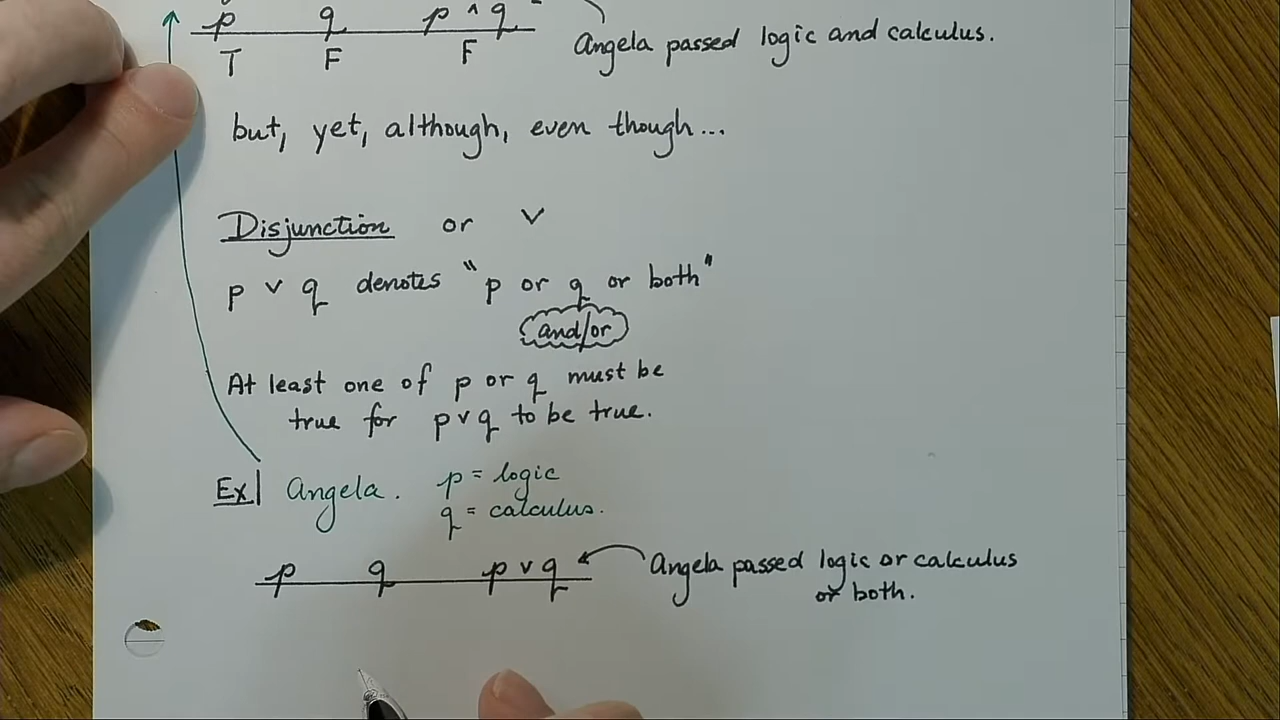 p q p ∧ q
T F F
Angela passed logic and calculus.
but, yet, although, even though...
Disjunction or ∨
p ∨ q denotes "p or q or both"
and/or
At least one of p or q must be
true for p ∨ q to be true.
Ex| Angela. p = logic
q = calculus.
p q p ∨ q
Angela passed logic or calculus
or both.